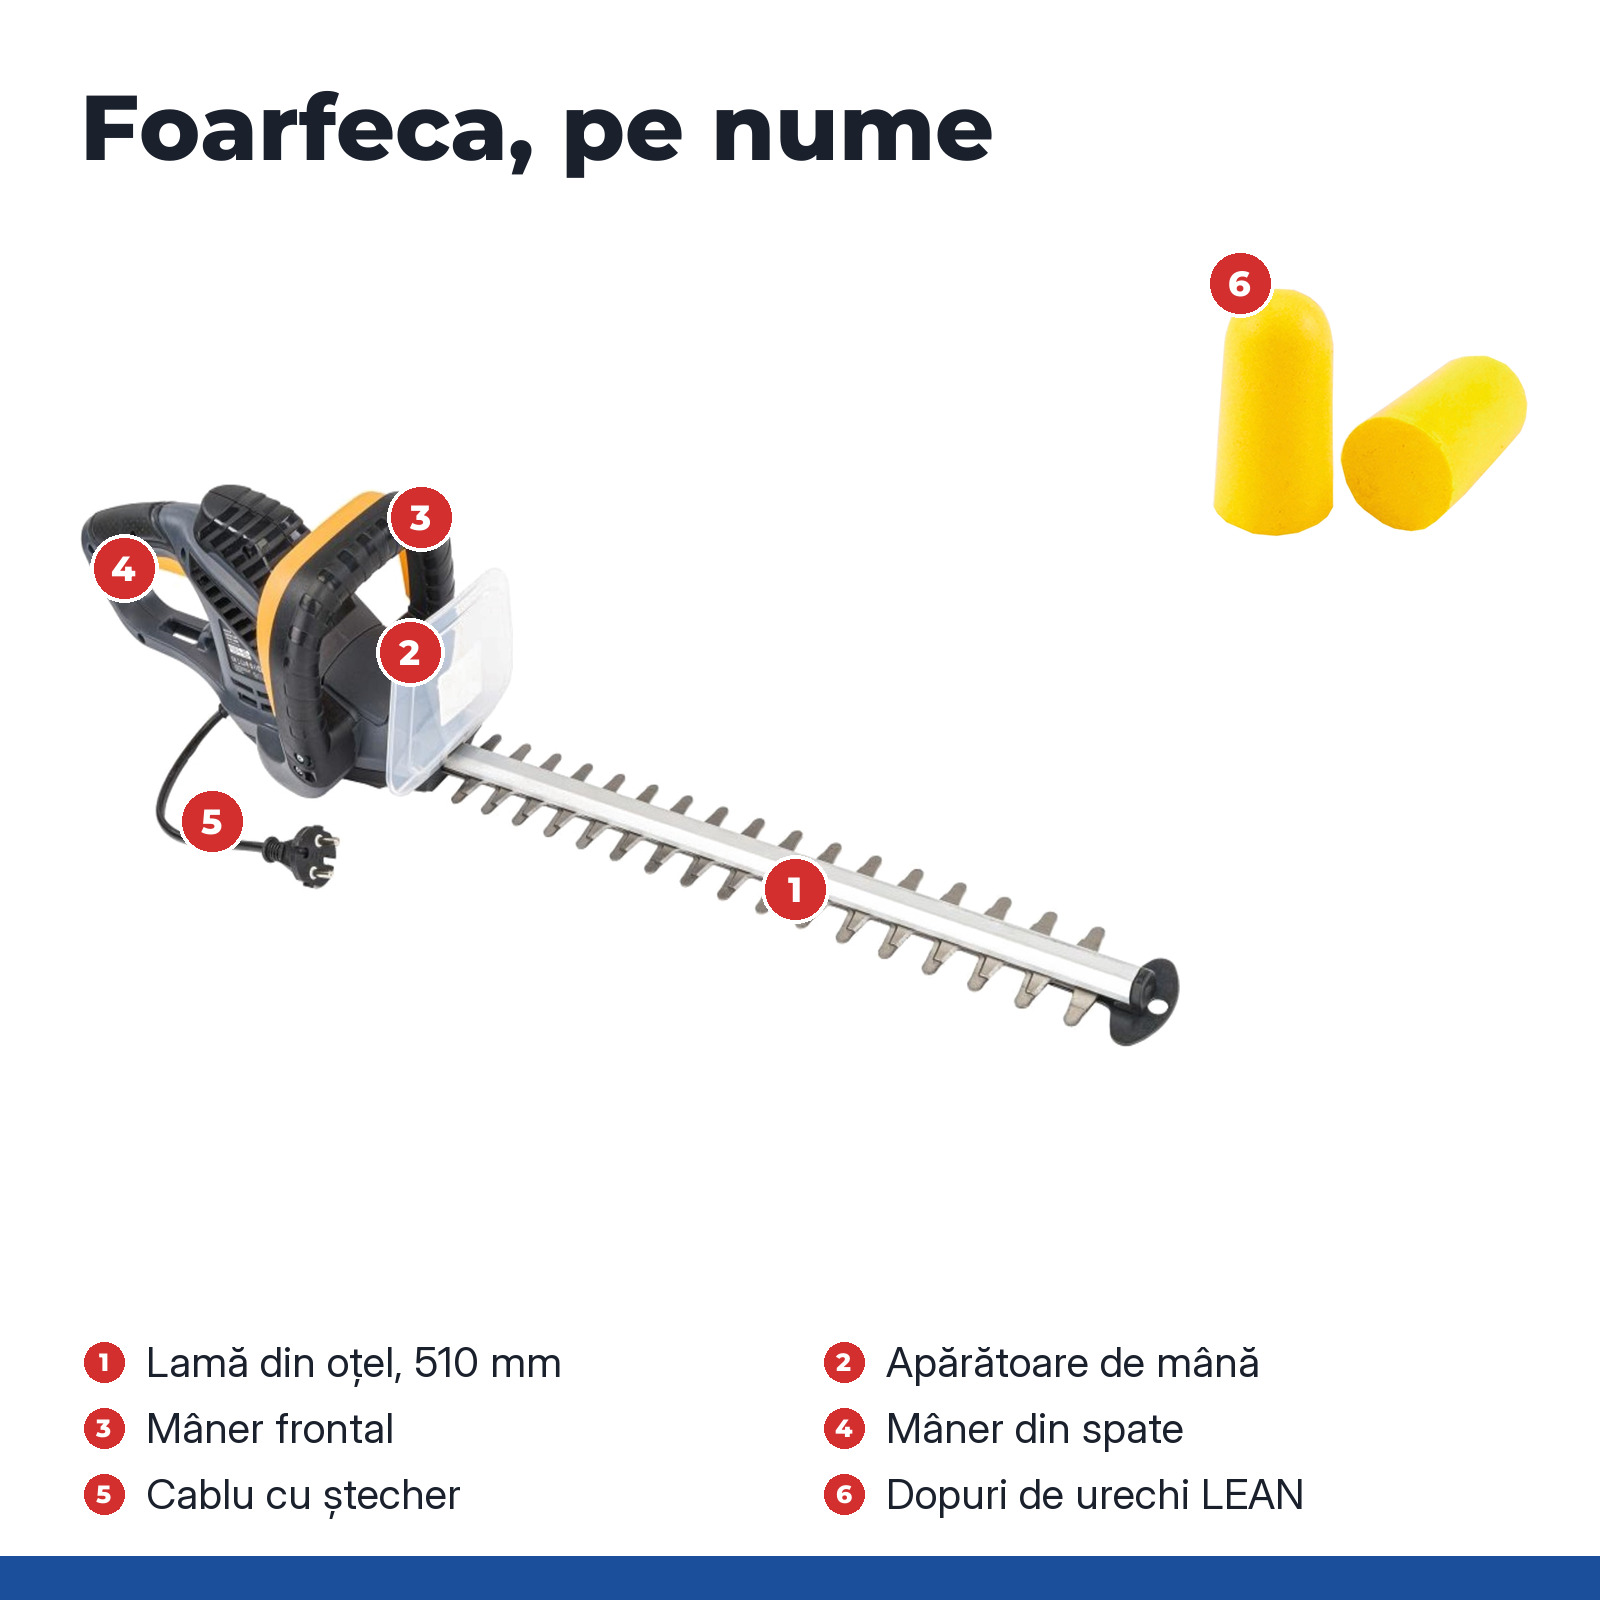 Foarfeca, pe nume
6
3
4
2
5
1
1 Lamă din oțel, 510 mm
2 Apărătoare de mână
3 Mâner frontal
4 Mâner din spate
5 Cablu cu ștecher
6 Dopuri de urechi LEAN